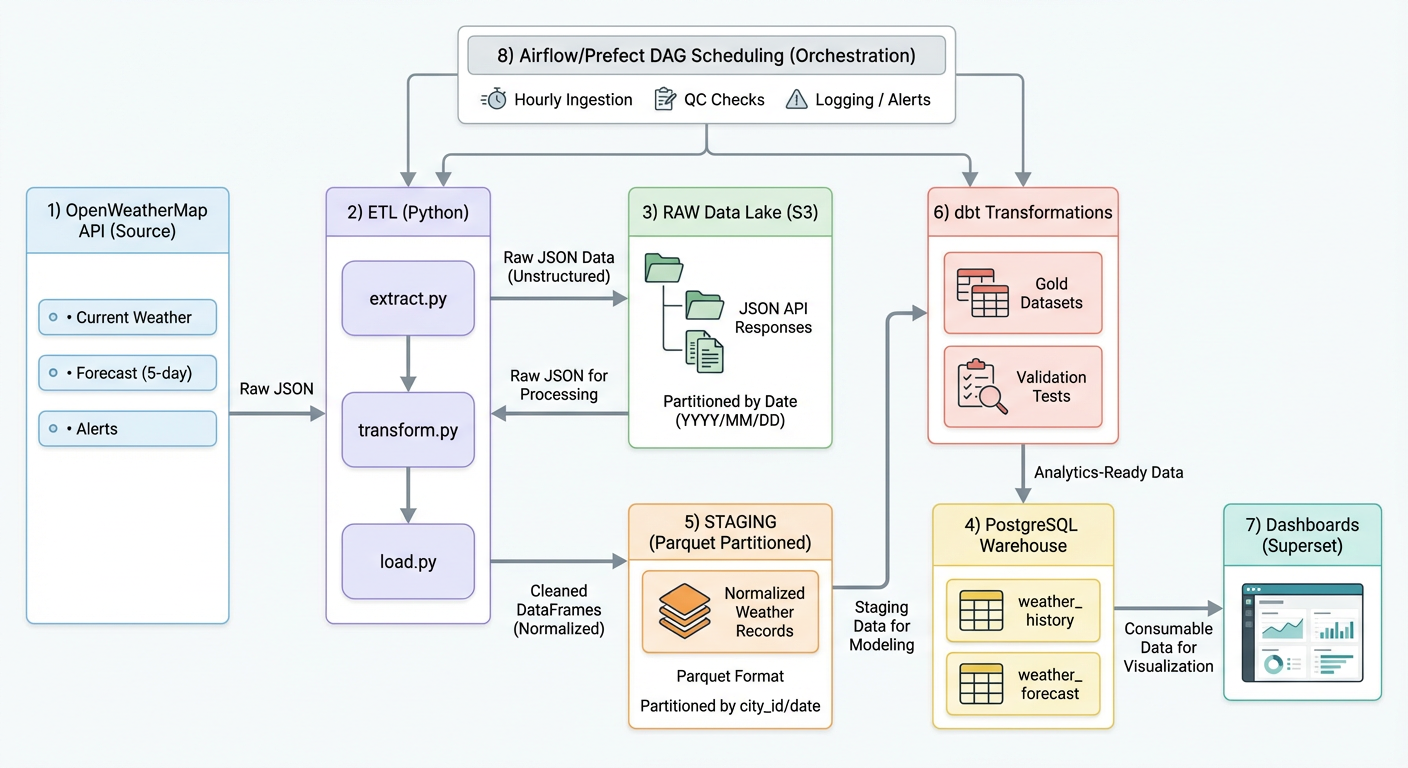 8) Airflow/Prefect DAG Scheduling (Orchestration)
Hourly Ingestion
QC Checks
Logging / Alerts
1) OpenWeatherMap
API (Source)
• Current Weather
• Forecast (5-day)
• Alerts
Raw JSON
2) ETL (Python)
extract.py
transform.py
load.py
Raw JSON Data
(Unstructured)
Raw JSON for
Processing
Cleaned
DataFrames
(Normalized)
3) RAW Data Lake (S3)
JSON API
Responses
Partitioned by Date
(YYYY/MM/DD)
5) STAGING
(Parquet Partitioned)
Normalized
Weather
Records
Parquet Format
Partitioned by city_id/date
Staging
Data for
Modeling
6) dbt Transformations
Gold
Datasets
Validation
Tests
Analytics-Ready Data
4) PostgreSQL
Warehouse
weather_
history
weather_
forecast
Consumable
Data for
Visualization
7) Dashboards
(Superset)